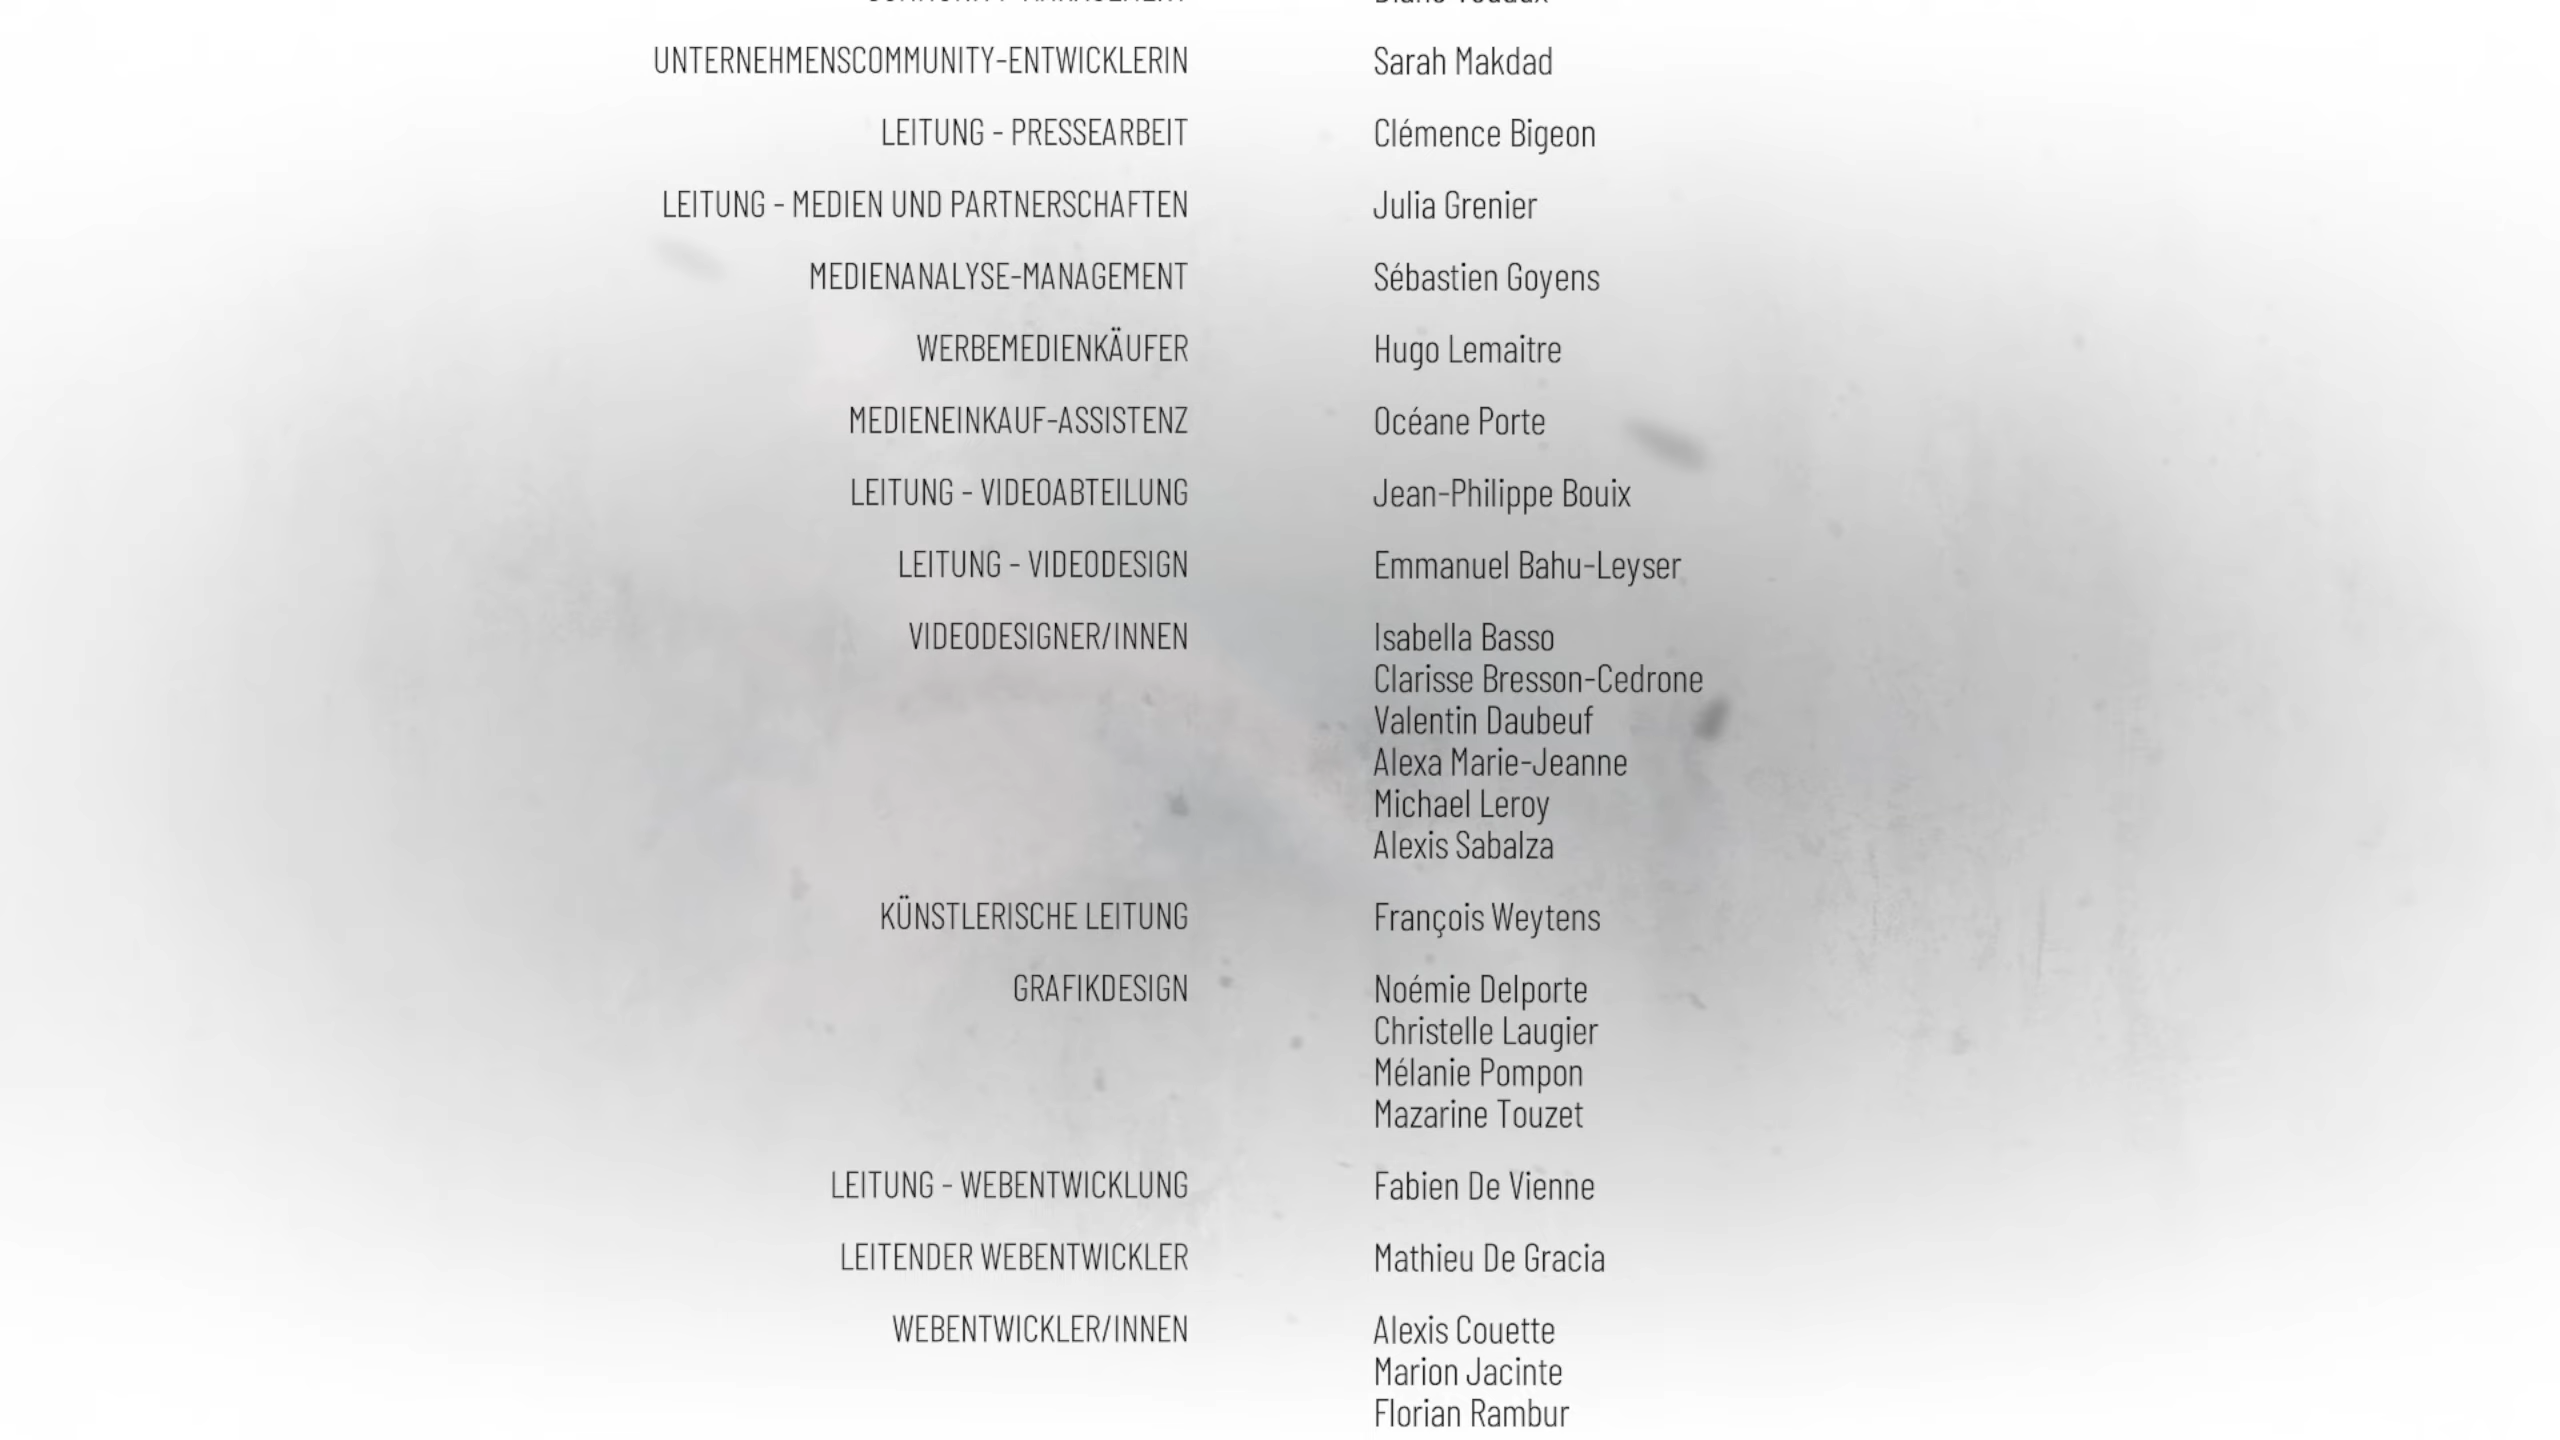 UNTERNEHMENSCOMMUNITY-ENTWICKLERIN Sarah Makdad
LEITUNG - PRESSEARBEIT Clémence Bigeon
LEITUNG - MEDIEN UND PARTNERSCHAFTEN Julia Grenier
MEDIENANALYSE-MANAGEMENT Sébastien Goyens
WERBEMEDIENKÄUFER Hugo Lemaitre
MEDIENEINKAUF-ASSISTENZ Océane Porte
LEITUNG - VIDEOABTEILUNG Jean-Philippe Bouix
LEITUNG - VIDEODESIGN Emmanuel Bahu-Leyser
VIDEODESIGNER/INNEN Isabella Basso
Clarisse Bresson-Cedrone
Valentin Daubeuf
Alexa Marie-Jeanne
Michael Leroy
Alexis Sabalza
KÜNSTLERISCHE LEITUNG François Weytens
GRAFIKDESIGN Noémie Delporte
Christelle Laugier
Mélanie Pompon
Mazarine Touzet
LEITUNG - WEBENTWICKLUNG Fabien De Vienne
LEITENDER WEBENTWICKLER Mathieu De Gracia
WEBENTWICKLER/INNEN Alexis Couette
Marion Jacinte
Florian Rambur